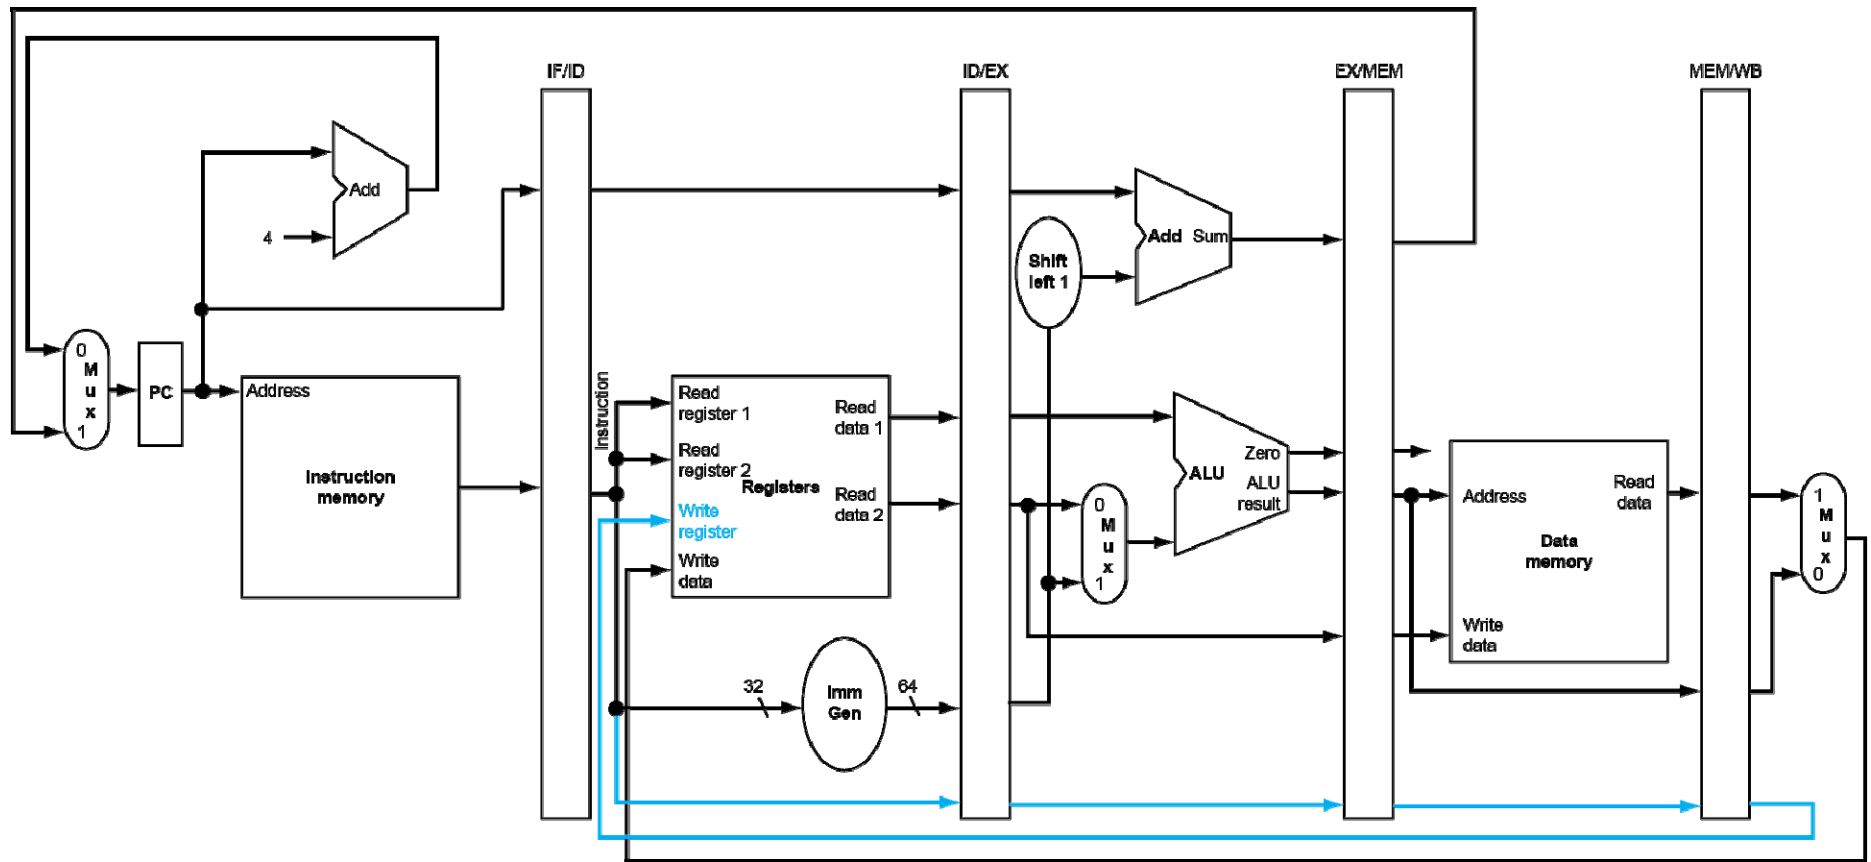 IF/ID
ID/EX
EX/MEM
MEM/WB
Add
4
Add Sum
Shift
left 1
0
M
u
x
1
PC
Address
Instruction
memory
Instruction
Read
register 1
Read
register 2
Write
register
Write
data
Registers
Read
data 1
Read
data 2
32
Imm
Gen
64
0
M
u
x
1
ALU
Zero
ALU
result
Address
Write
data
Data
memory
Read
data
1
M
u
x
0